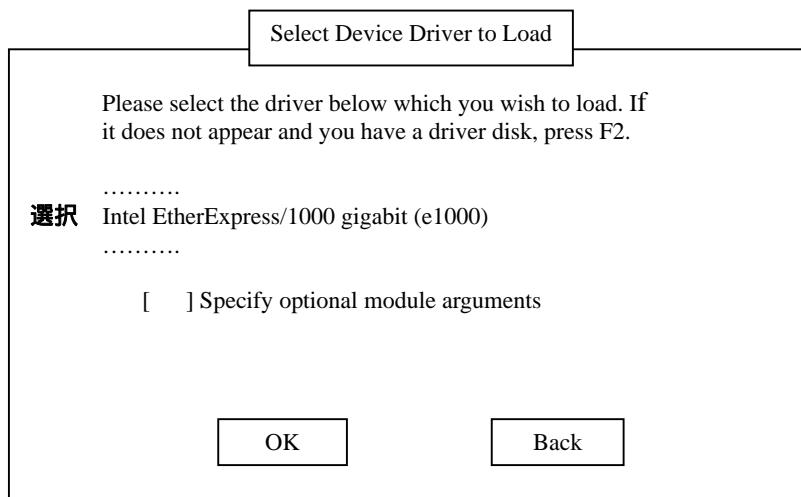 Select Device Driver to Load
Please select the driver below which you wish to load. If
it does not appear and you have a driver disk, press F2.
……….
選択 Intel EtherExpress/1000 gigabit (e1000)
……….
[ ] Specify optional module arguments
OK Back